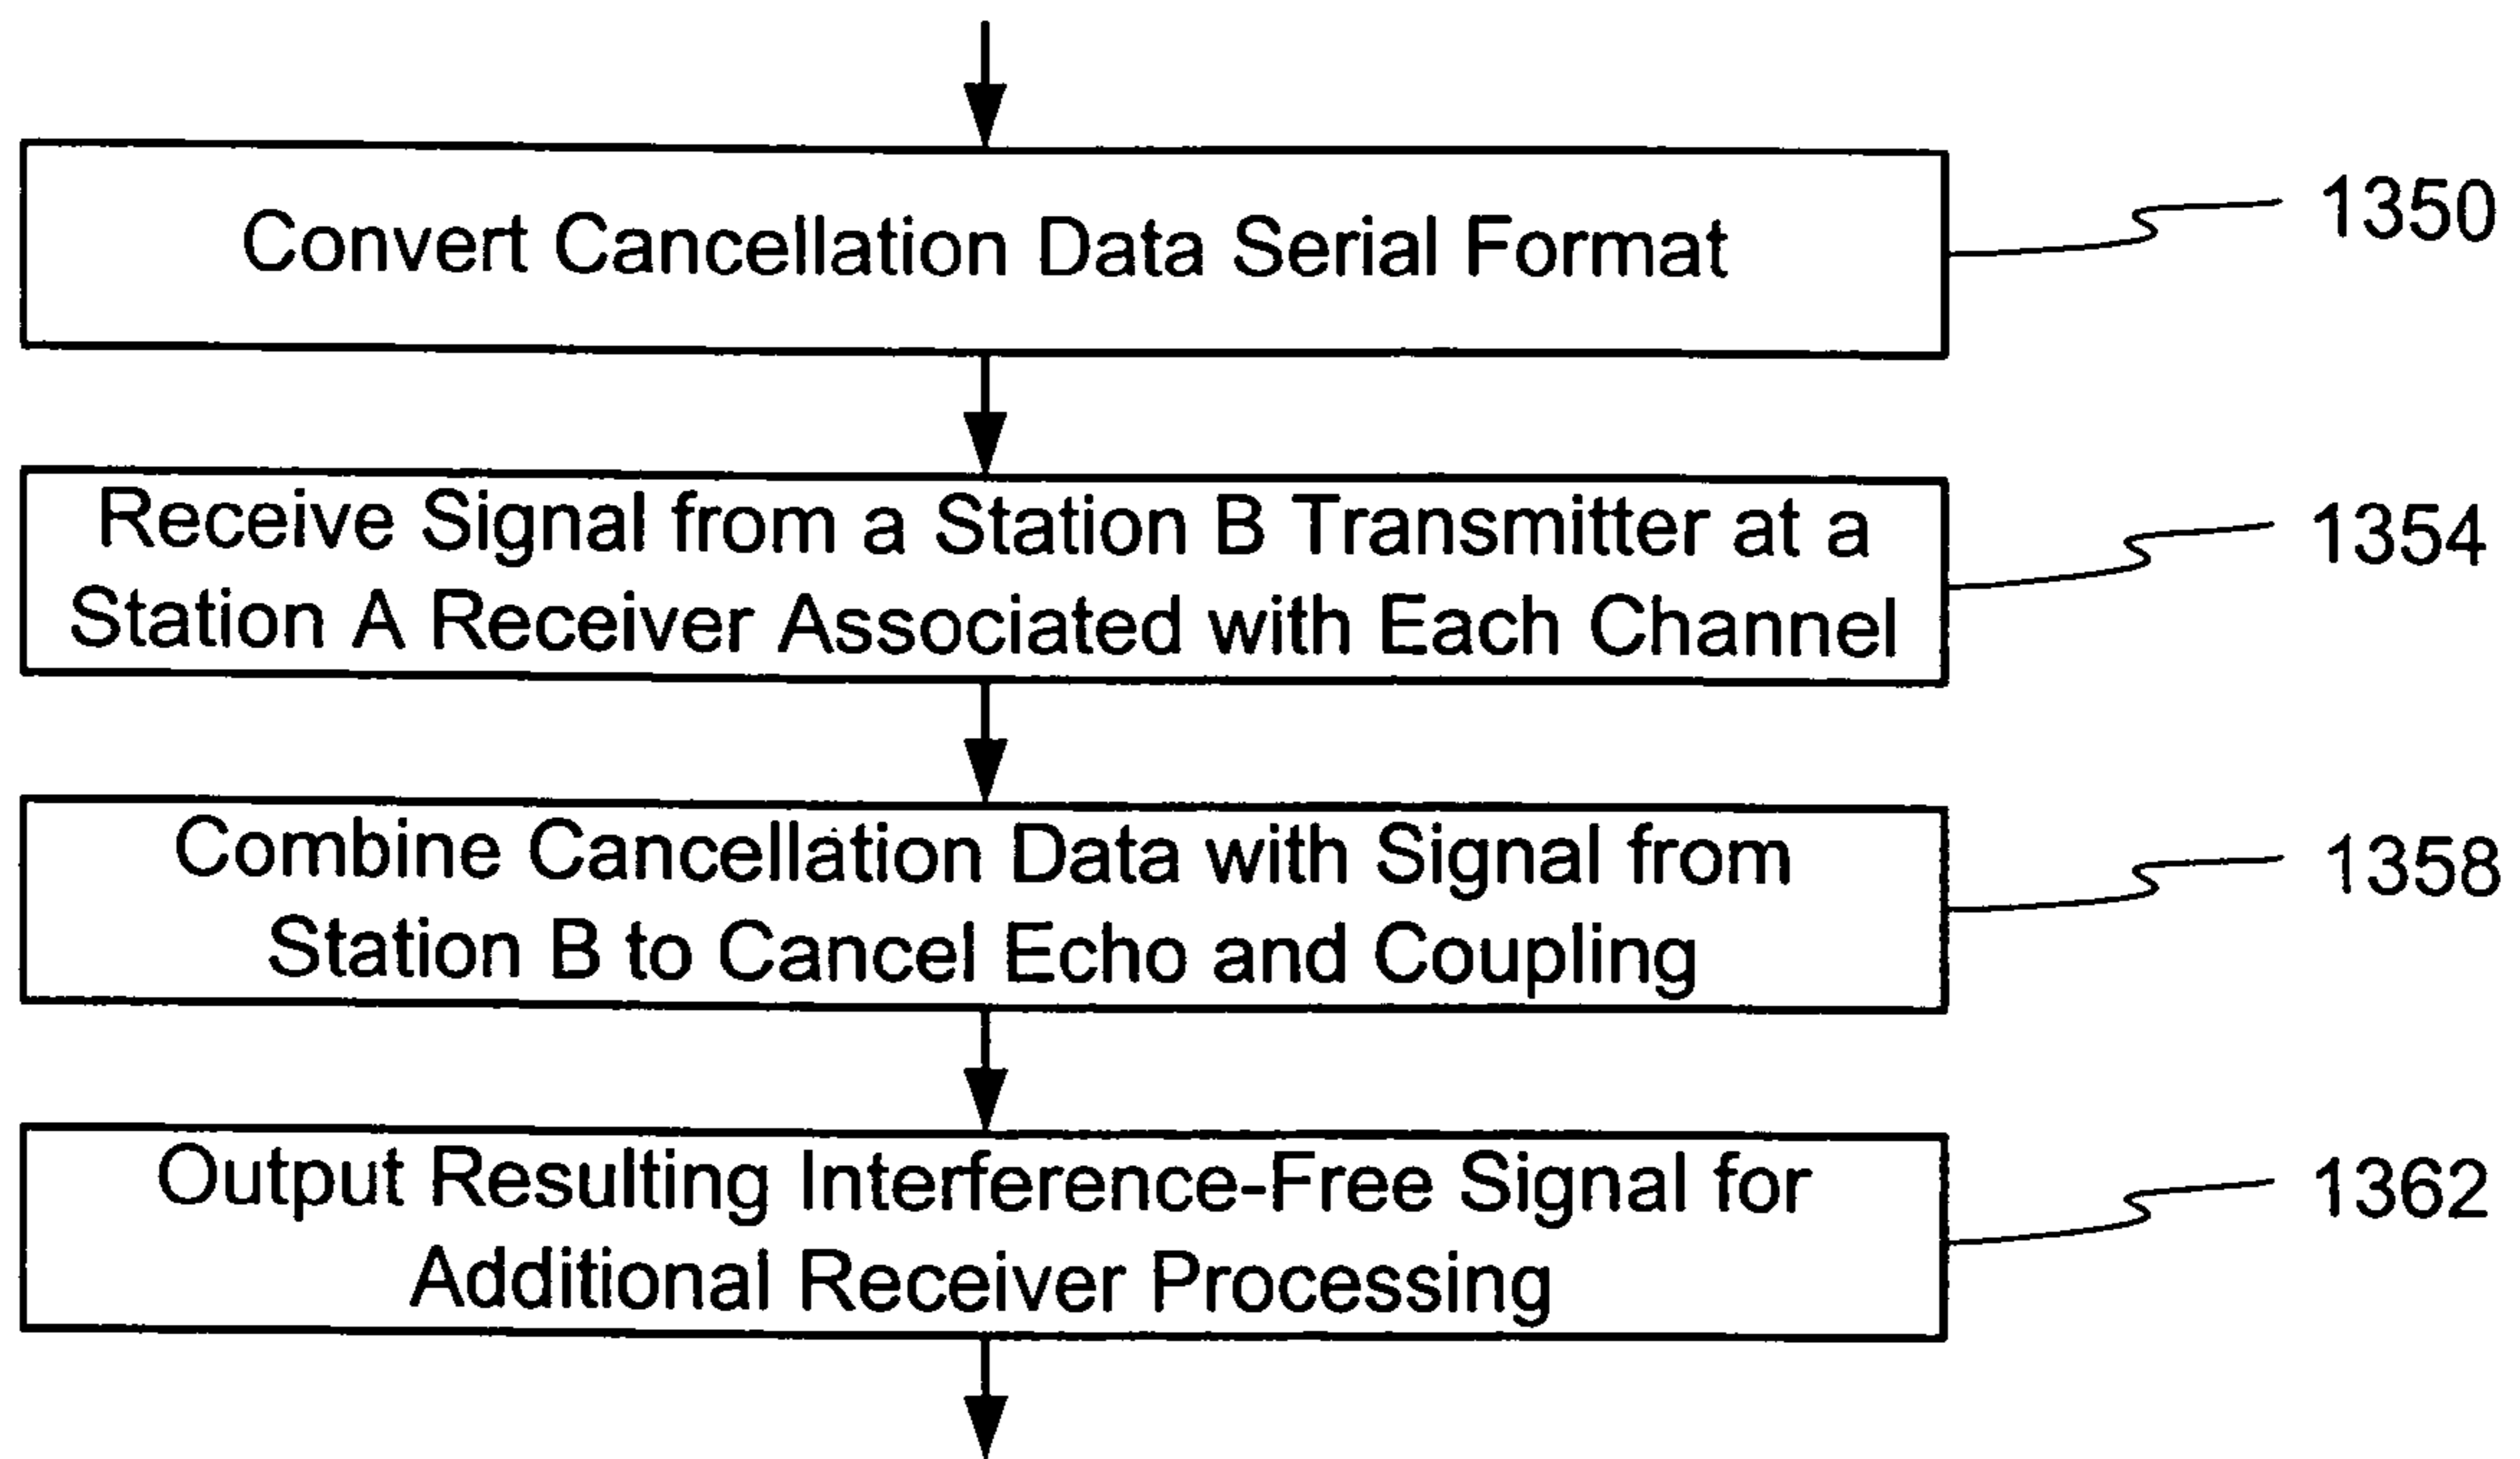 Convert Cancellation Data Serial Format
1350
Receive Signal from a Station B Transmitter at a
Station A Receiver Associated with Each Channel
1354
Combine Cancellation Data with Signal from
Station B to Cancel Echo and Coupling
1358
Output Resulting Interference-Free Signal for
Additional Receiver Processing
1362